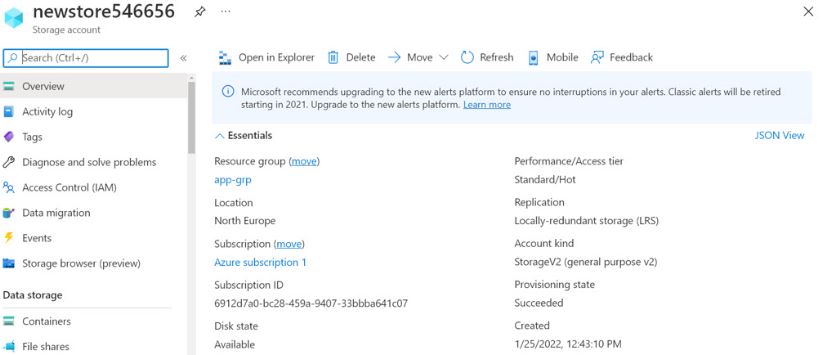 newstore546656
Storage account
Search (Ctrl+/)
«
Overview
Activity log
Tags
Diagnose and solve problems
Access Control (IAM)
Data migration
Events
Storage browser (preview)
Data storage
Containers
File shares
Open in Explorer Delete Move Refresh Mobile Feedback
Microsoft recommends upgrading to the new alerts platform to ensure no interruptions in your alerts. Classic alerts will be retired
starting in 2021. Upgrade to the new alerts platform. Learn more
Essentials JSON View
Resource group (move)
app-grp
Location
North Europe
Subscription (move)
Azure subscription 1
Subscription ID
6912d7a0-bc28-459a-9407-33bbba641c07
Disk state
Available
Performance/Access tier
Standard/Hot
Replication
Locally-redundant storage (LRS)
Account kind
StorageV2 (general purpose v2)
Provisioning state
Succeeded
Created
1/25/2022, 12:43:10 PM